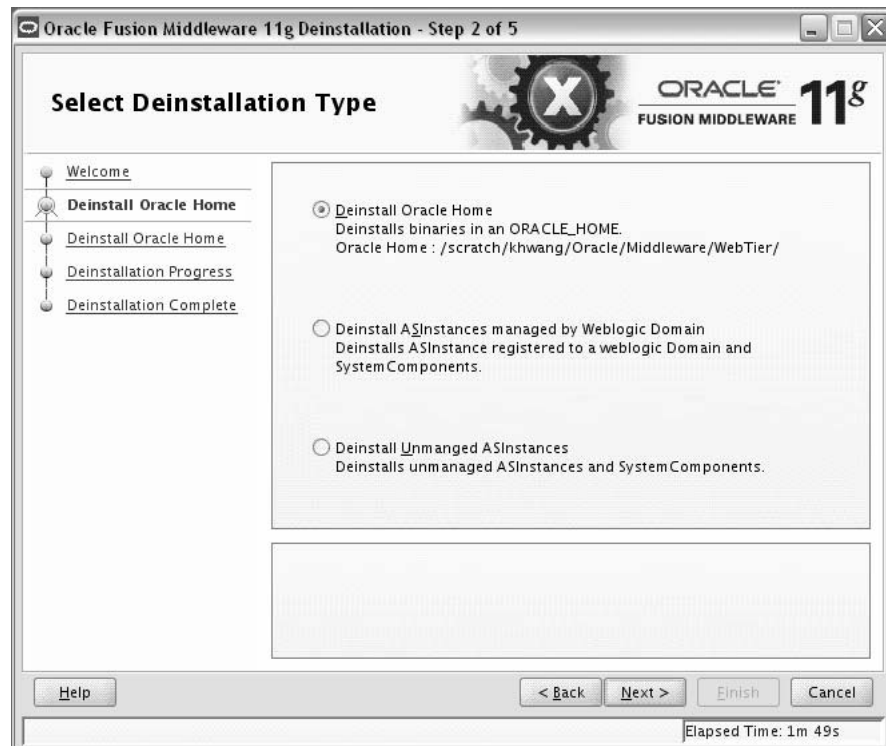 Oracle Fusion Middleware 11g Deinstallation - Step 2 of 5
Select Deinstallation Type
X
ORACLE
FUSION MIDDLEWARE
11g
Welcome
Deinstall Oracle Home
Deinstall Oracle Home
Deinstallation Progress
Deinstallation Complete
Deinstall Oracle Home
Deinstalls binaries in an ORACLE_HOME.
Oracle Home : /scratch/khwang/Oracle/Middleware/WebTier/
Deinstall ASInstances managed by Weblogic Domain
Deinstalls ASInstance registered to a weblogic Domain and
SystemComponents.
Deinstall Unmanged ASInstances
Deinstalls unmanaged ASInstances and SystemComponents.
Help
< Back
Next >
Finish
Cancel
Elapsed Time: 1m 49s